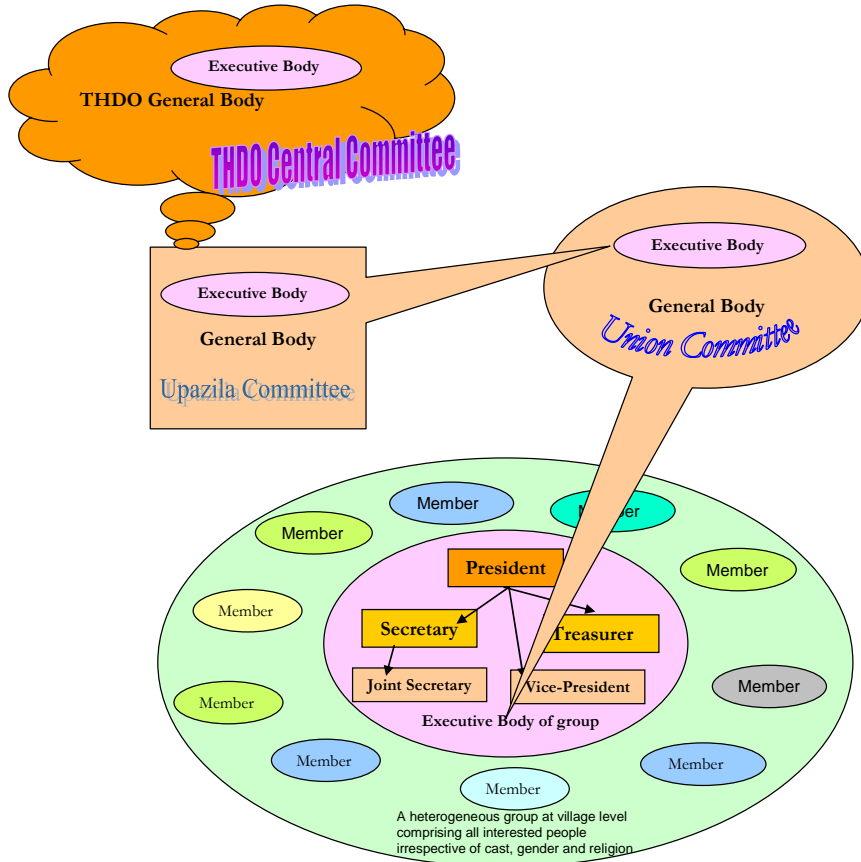 Executive Body
THDO General Body
THDO Central Committee
Executive Body
General Body
Upazila Committee
Executive Body
General Body
Union Committee
Member
Member
Member
Member
Member
Member
Member
Member
Member
Member
Member
President
Secretary
Treasurer
Joint Secretary
Vice-President
Executive Body of group
A heterogeneous group at village level
comprising all interested people
irrespective of cast, gender and religion